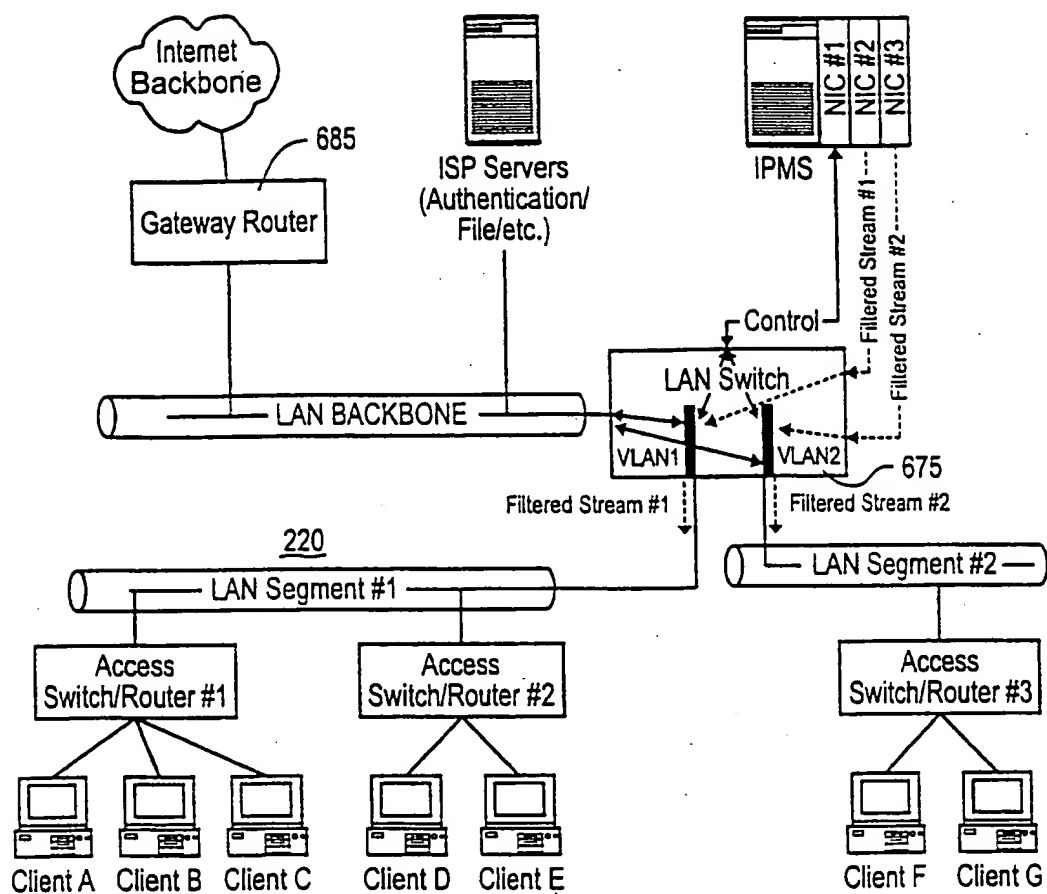 Internet
Backbone
685
Gateway Router
ISP Servers
(Authentication/
File/etc.)
NIC #1
NIC #2
NIC #3
IPMS
Filtered Stream #1
Filtered Stream #2
Control
LAN Switch
LAN BACKBONE
VLAN1
VLAN2
675
Filtered Stream #1
Filtered Stream #2
220
LAN Segment #1
LAN Segment #2
Access
Switch/Router #1
Access
Switch/Router #2
Access
Switch/Router #3
Client A
Client B
Client C
Client D
Client E
Client F
Client G